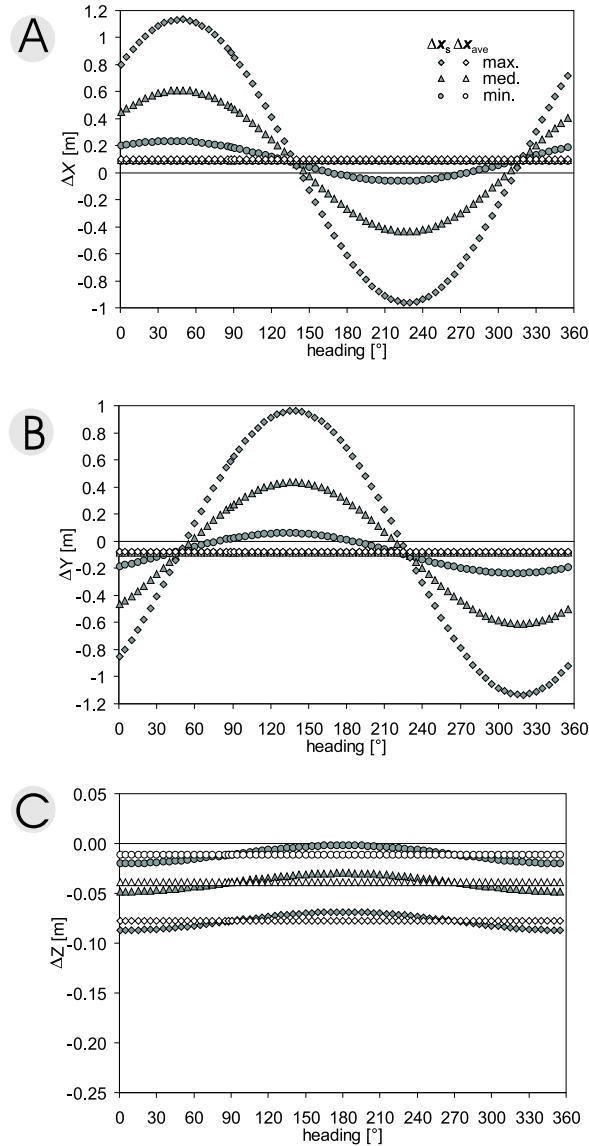 A
1.2
1
0.8
0.6
0.4
0.2
0
-0.2
-0.4
-0.6
-0.8
-1
ΔX [m]
Δxs Δxave
max.
med.
min.
0 30 60 90 120 150 180 210 240 270 300 330 360
heading [°]
B
1
0.8
0.6
0.4
0.2
0
-0.2
-0.4
-0.6
-0.8
-1
-1.2
ΔY [m]
0 30 60 90 120 150 180 210 240 270 300 330 360
heading [°]
C
0.05
0.00
-0.05
-0.10
-0.15
-0.20
-0.25
ΔZ [m]
0 30 60 90 120 150 180 210 240 270 300 330 360
heading [°]